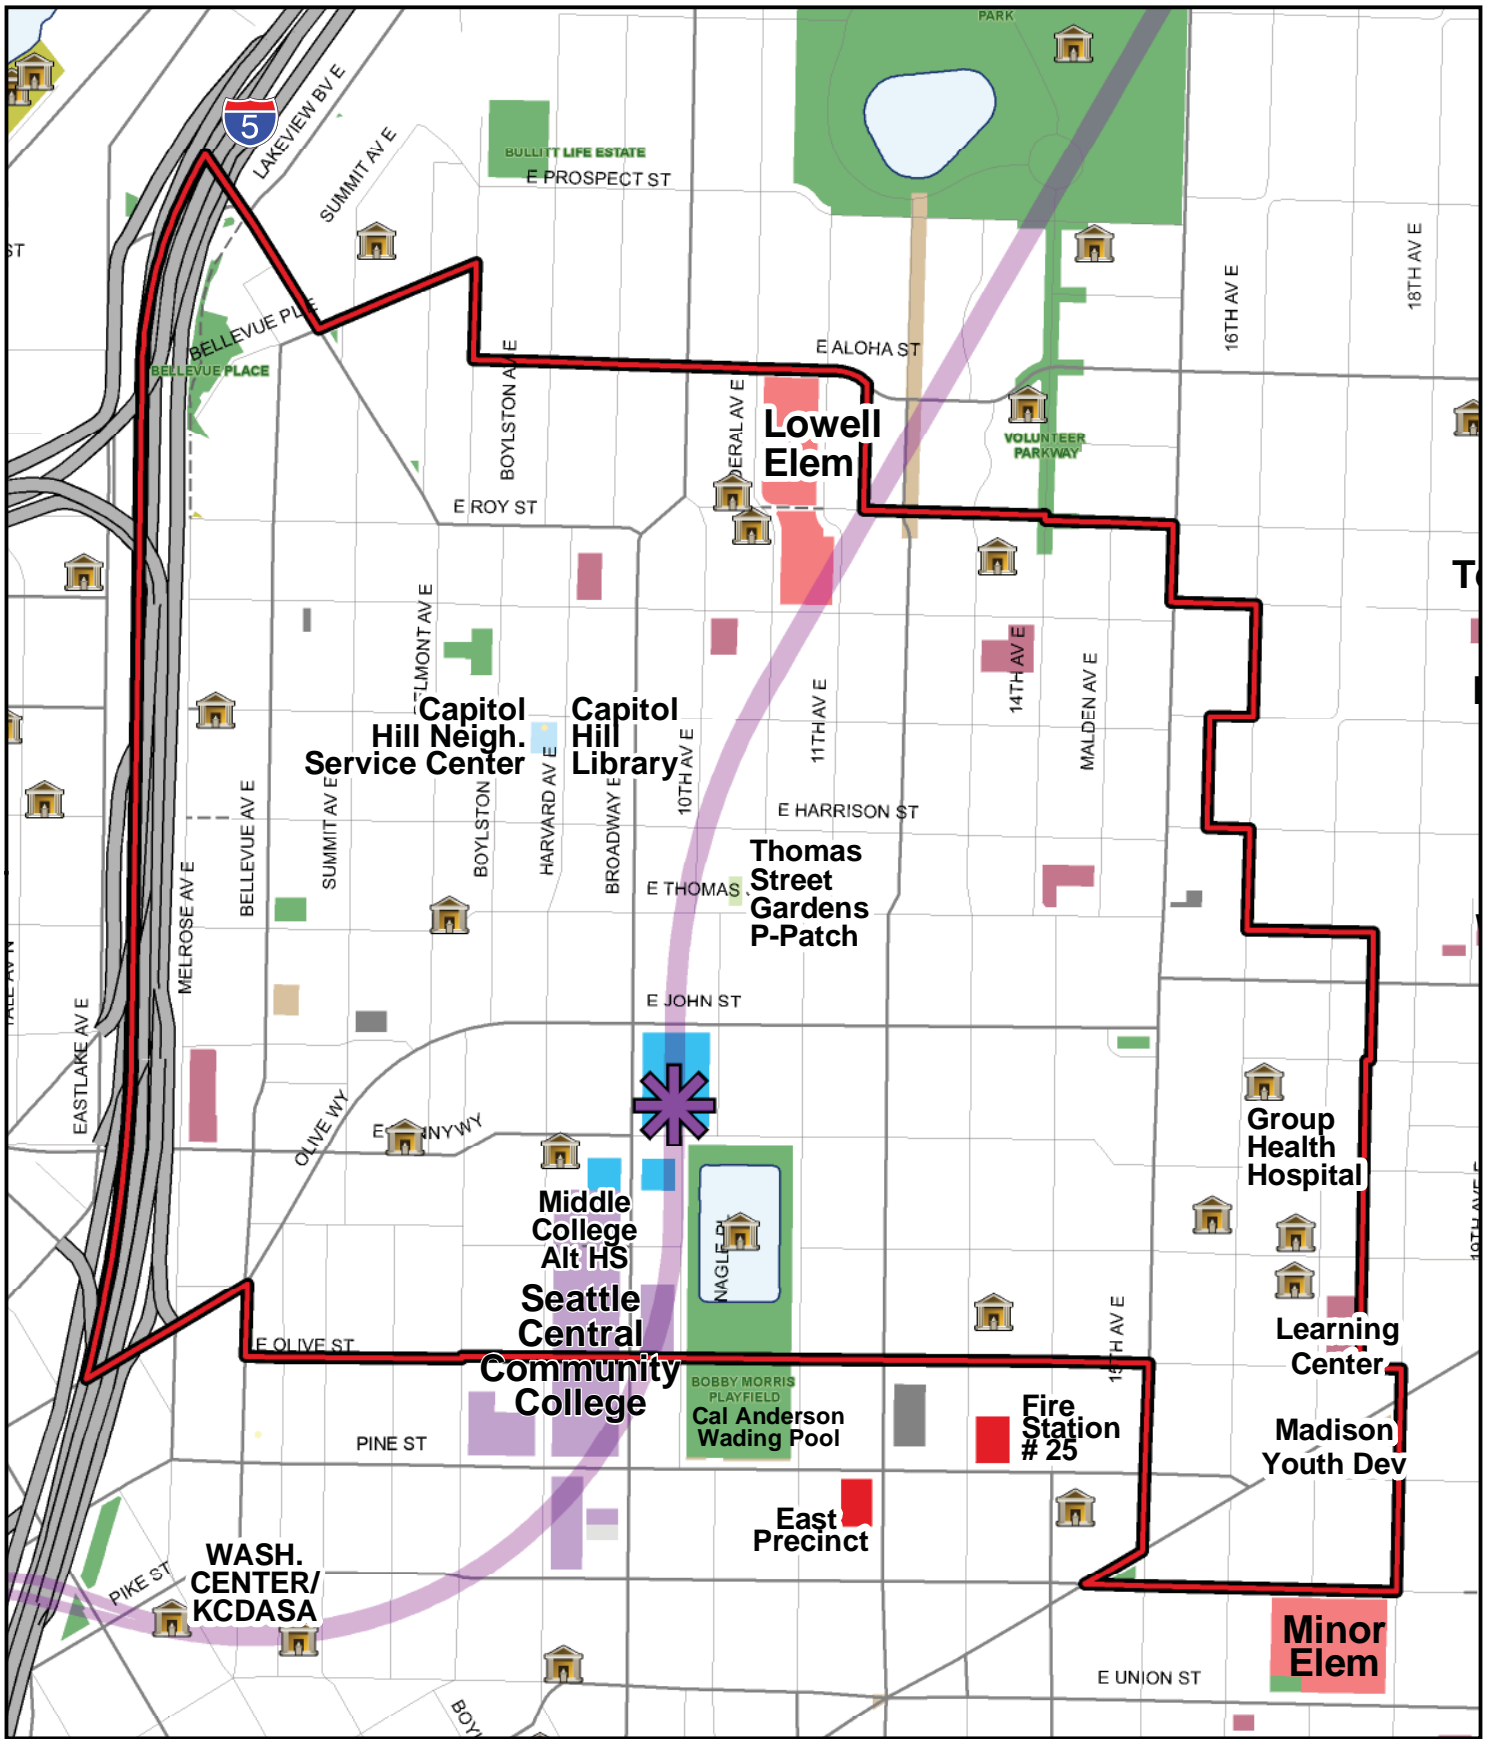 PARK
5
LAKEVIEW BV E
SUMMIT AV E
BULLITT LIFE ESTATE
E PROSPECT ST
ST
16TH AV E
18TH AV E
BELLEVUE PL E
BELLEVUE PLACE
BOYLSTON AV E
E ALOHA ST
Lowell
Elem
VOLUNTEER
PARKWAY
E ROY ST
14TH AV E
MALDEN AV E
11TH AV E
10TH AV E
Capitol
Hill Neigh.
Service Center
Capitol
Hill
Library
BELLEVUE AV E
SUMMIT AV E
BOYLSTON
HARVARD AV E
BROADWAY E
E HARRISON ST
MELROSE AV E
E THOMAS
Thomas
Street
Gardens
P-Patch
EASTLAKE AV E
E JOHN ST
OLIVE WY
Group
Health
Hospital
Middle
College
Alt HS
NAGLE PL
Seattle
Central
Community
College
E OLIVE ST
15TH AV E
Learning
Center
BOBBY MORRIS
PLAYFIELD
Cal Anderson
Wading Pool
Fire
Station
# 25
Madison
Youth Dev
PINE ST
East
Precinct
WASH.
CENTER/
KCDASA
PIKE ST
Minor
Elem
E UNION ST